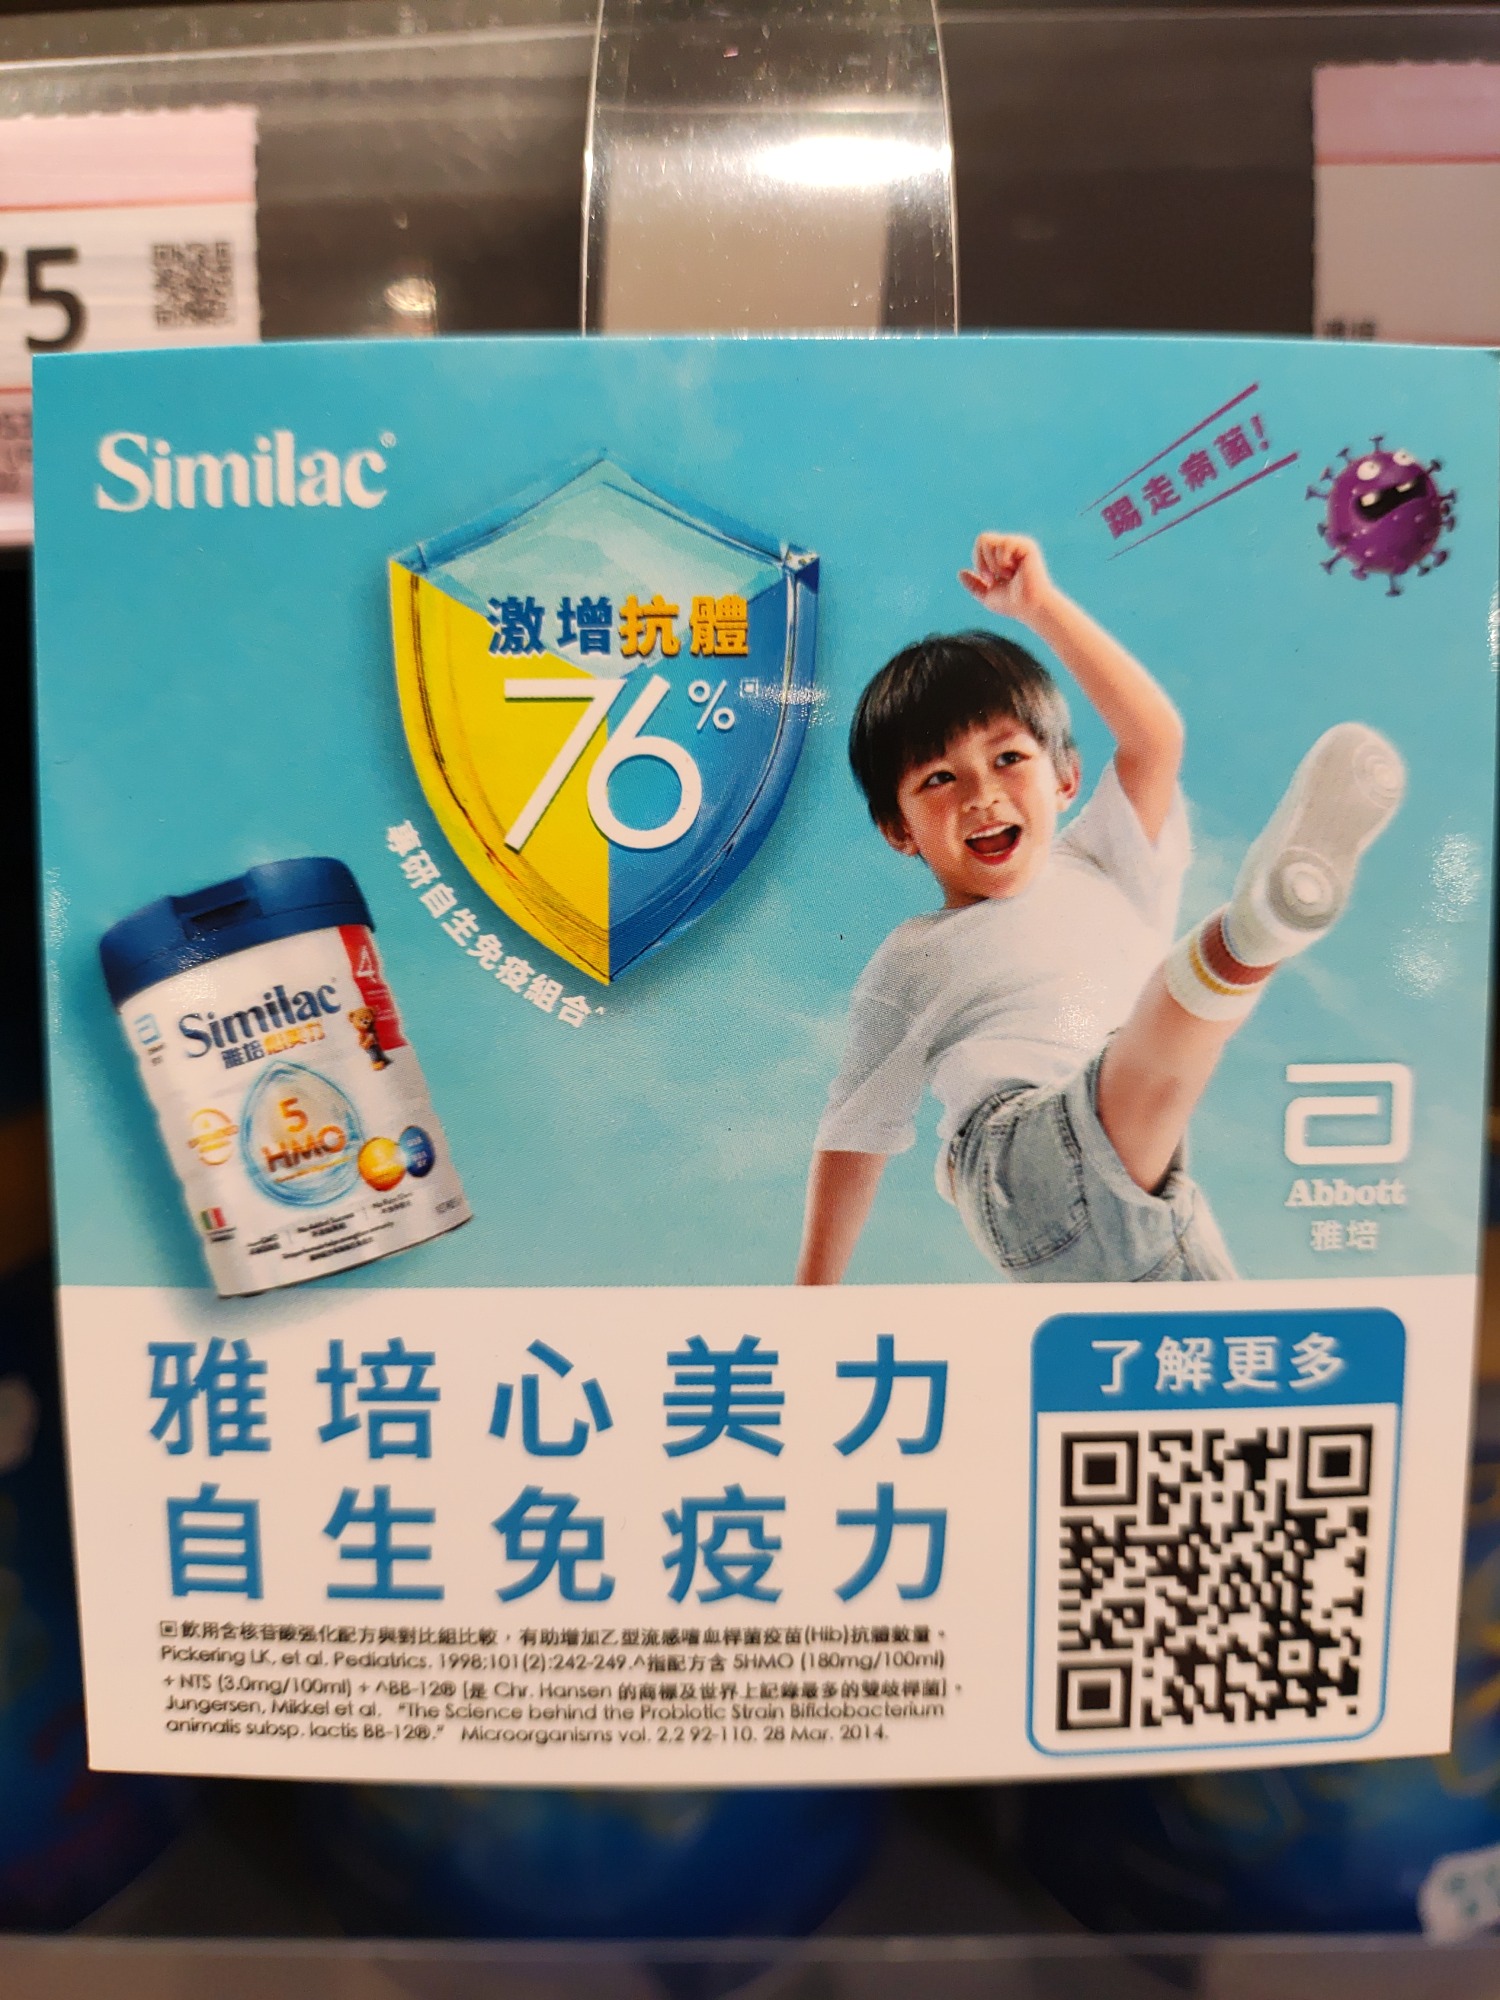 75
Similac®
踢走病菌!
激增抗體
76%
專研自生免疫組合^
4
Similac
雅培心美力
5
HMO
Abbott
雅培
雅培心美力
自生免疫力
了解更多
▣飲用含核苷酸强化配方與對比組比較，有助增加乙型流感嗜血桿菌疫苗(Hib)抗體數量。
Pickering LK, et al. Pediatrics. 1998;101(2):242-249.^指配方含 5HMO (180mg/100ml)
+ NTS (3.0mg/100ml) + ^BB-12® [是 Chr. Hansen 的商標及世界上記錄最多的雙歧桿菌]。
Jungersen, Mikkel et al. "The Science behind the Probiotic Strain Bifidobacterium
animalis subsp. lactis BB-12®." Microorganisms vol. 2,2 92-110. 28 Mar. 2014.